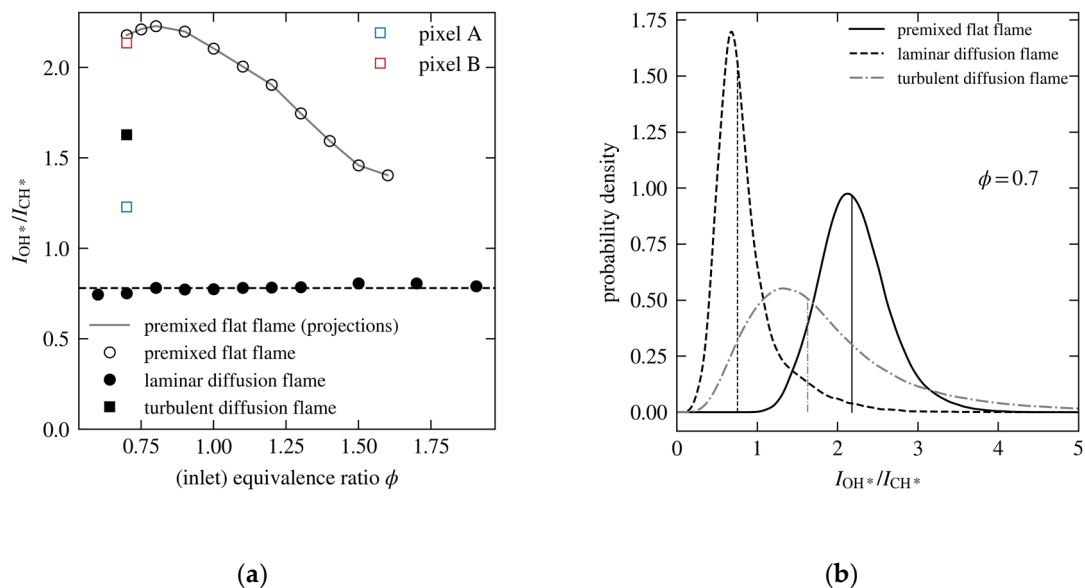 pixel A
pixel B
2.0
1.5
1.0
0.5
0.0
I_OH*/I_CH*
premixed flat flame (projections)
premixed flat flame
laminar diffusion flame
turbulent diffusion flame
0.75 1.00 1.25 1.50 1.75
(inlet) equivalence ratio ϕ
(a)
premixed flat flame
laminar diffusion flame
turbulent diffusion flame
ϕ = 0.7
1.75
1.50
1.25
1.00
0.75
0.50
0.25
0.00
probability density
0 1 2 3 4 5
I_OH*/I_CH*
(b)